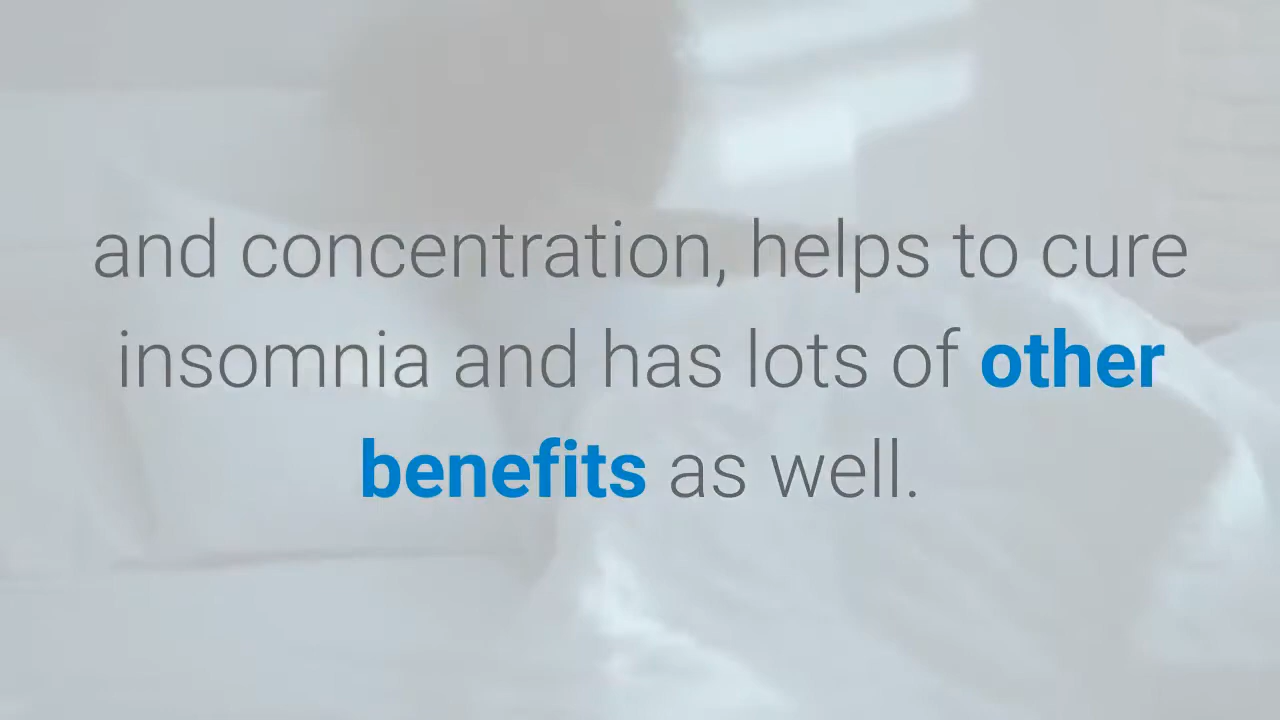 and concentration, helps to cure
insomnia and has lots of other
benefits as well.